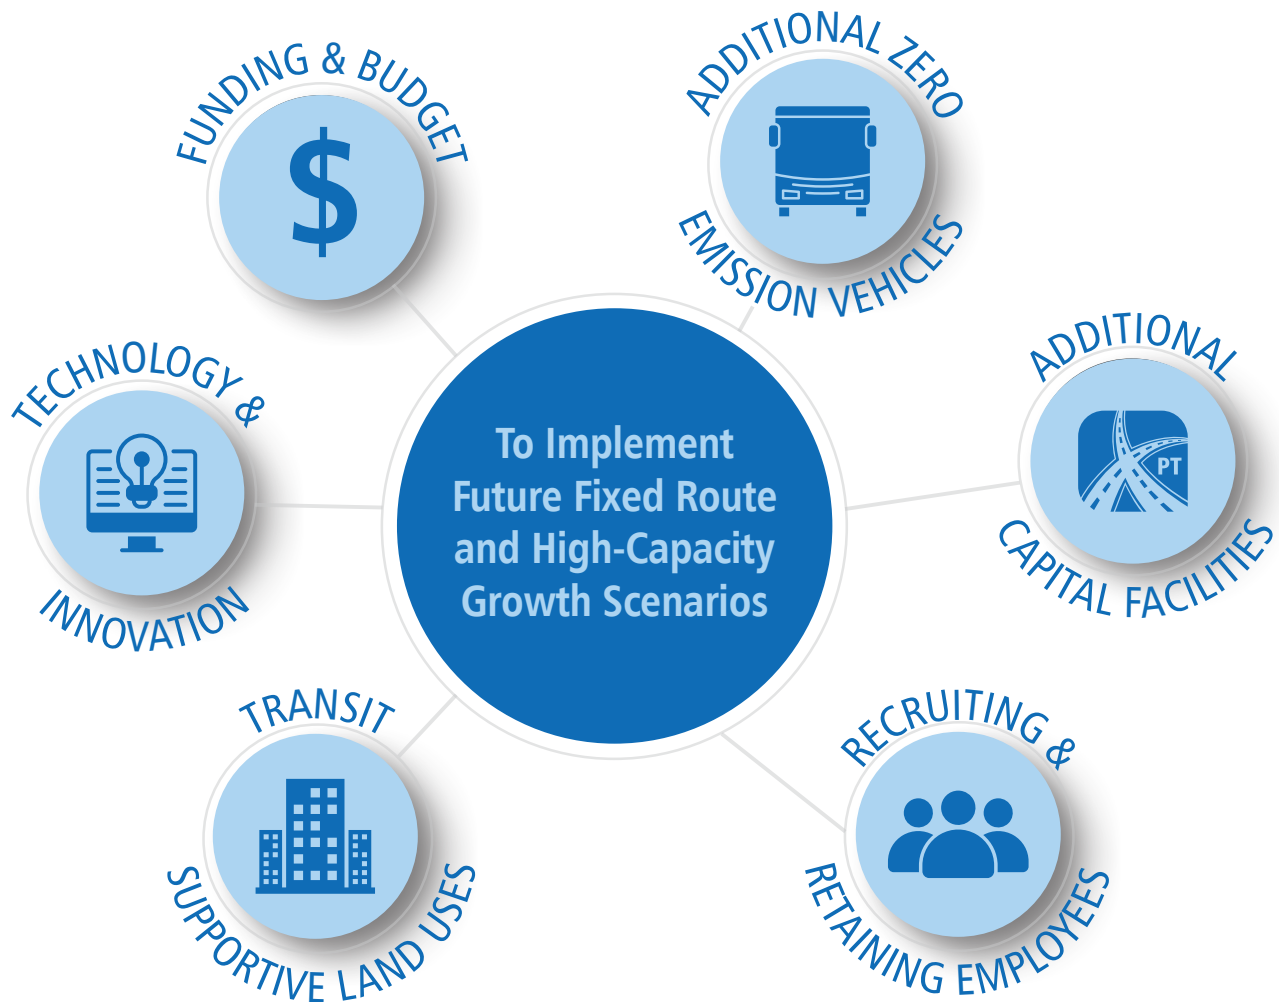 FUNDING & BUDGET
$
ADDITIONAL ZERO
EMISSION VEHICLES
ADDITIONAL
PT
CAPITAL FACILITIES
RECRUITING &
RETAINING EMPLOYEES
TRANSIT
SUPPORTIVE LAND USES
TECHNOLOGY &
INNOVATION
To Implement
Future Fixed Route
and High-Capacity
Growth Scenarios